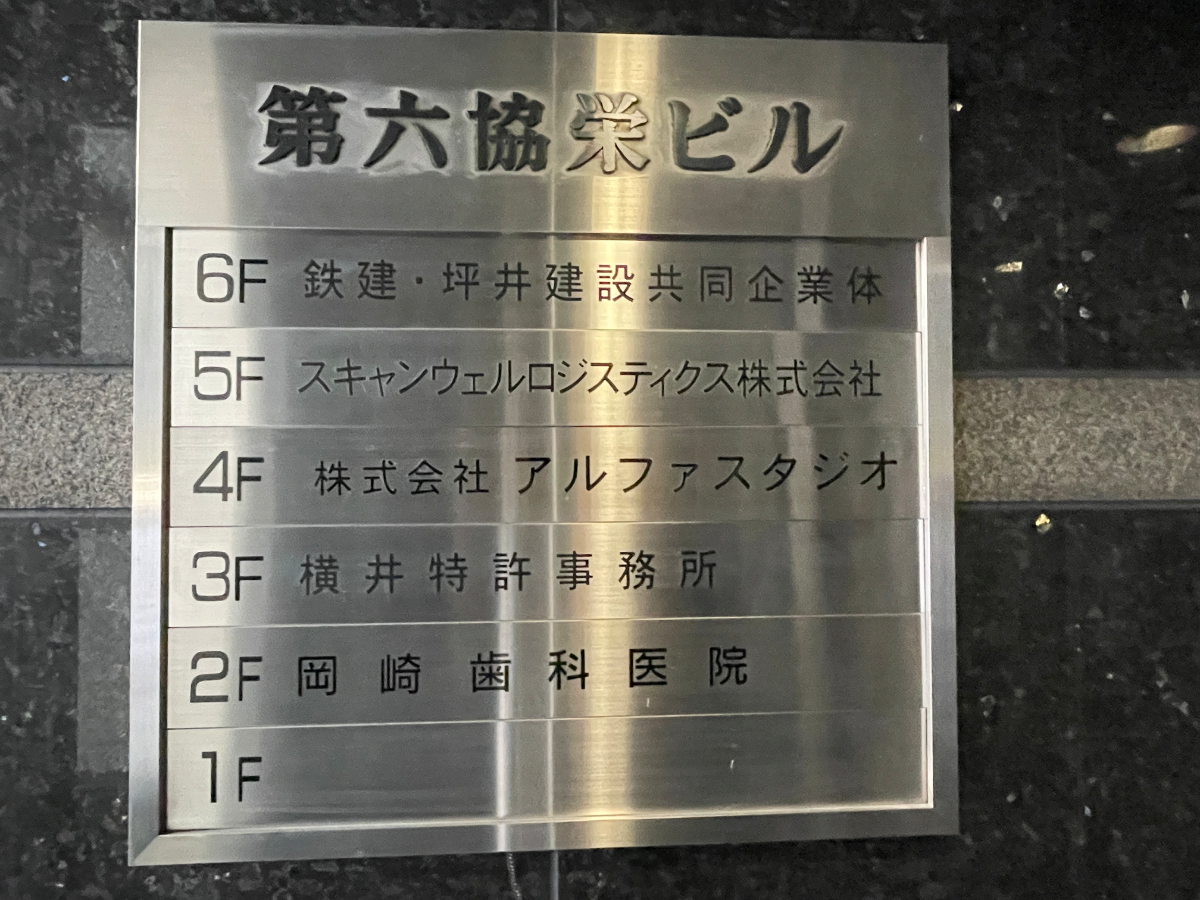 第六協栄ビル
6F 鉄建・坪井建設共同企業体
5F スキャンウェルロジスティクス株式会社
4F 株式会社 アルファスタジオ
3F 横井特許事務所
2F 岡崎歯科医院
1F